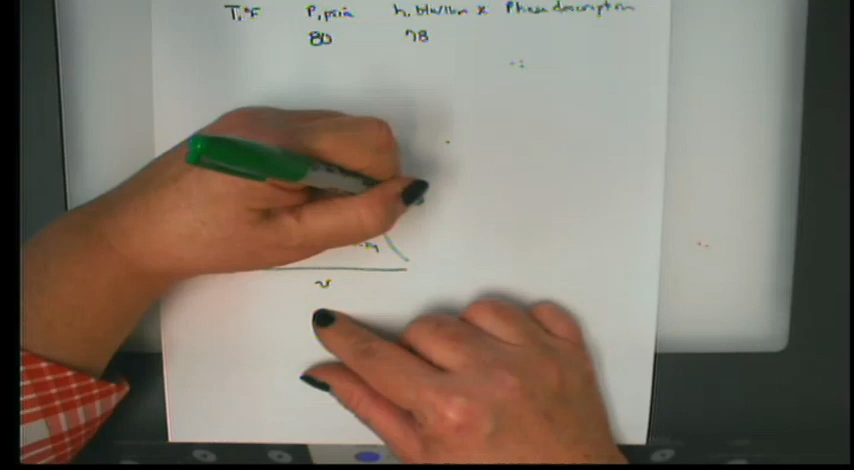 T,°F P, psia h, btu/lbm x Phase description
80 78
v